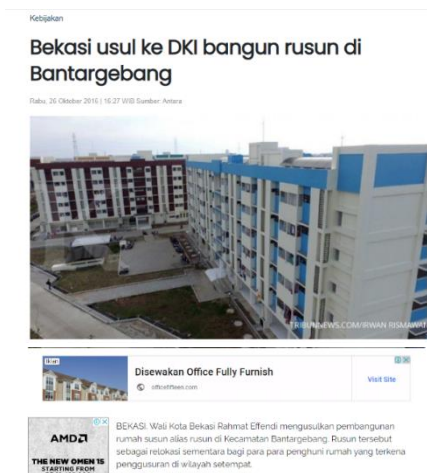 Kebijakan
Bekasi usul ke DKI bangun rusun di
Bantargebang
Rabu, 26 Oktober 2016 | 16:27 WIB Sumber Antara
TRIBUNNEWS.COM/IRWAN RISMAWAN
Iklan
Disewakan Office Fully Furnish
Visit Site
AMD
THE NEW OMEN 15
STARTING FROM
BEKASI. Wali Kota Bekasi Rahmat Effendi mengusulkan pembangunan
rumah susun alias rusun di Kecamatan Bantargebang. Rusun tersebut
sebagai relokasi sementara bagi para para penghuni rumah yang terkena
penggusuran di wilayah setempat.